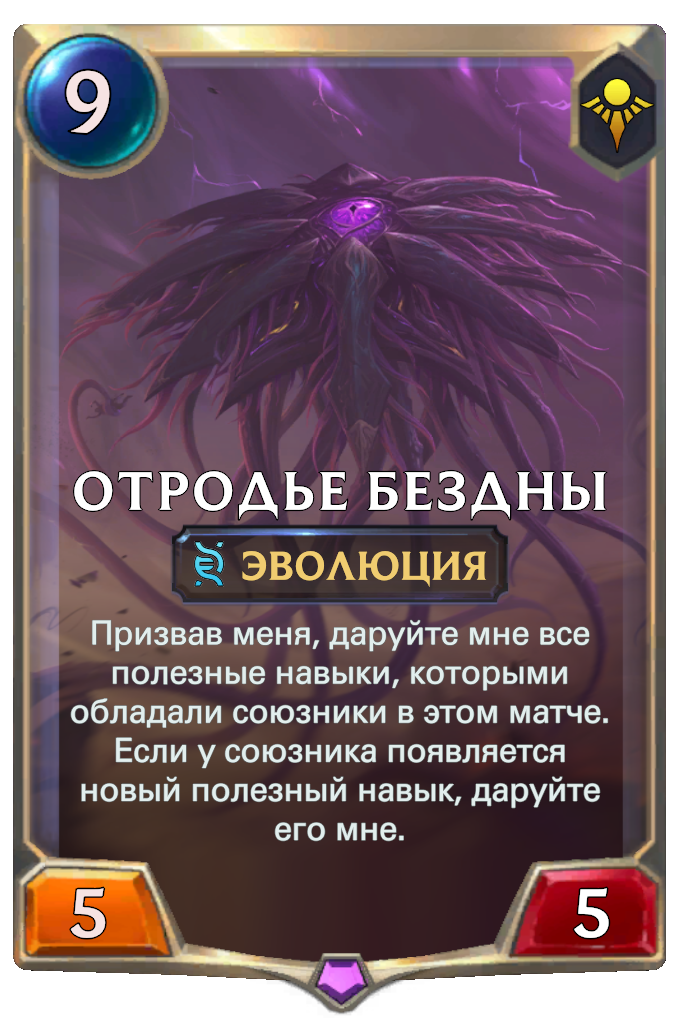 9
ОТРОДЬЕ БЕЗДНЫ
ЭВОЛЮЦИЯ
Призвав меня, даруйте мне все
полезные навыки, которыми
обладали союзники в этом матче.
Если у союзника появляется
новый полезный навык, даруйте
его мне.
5 5